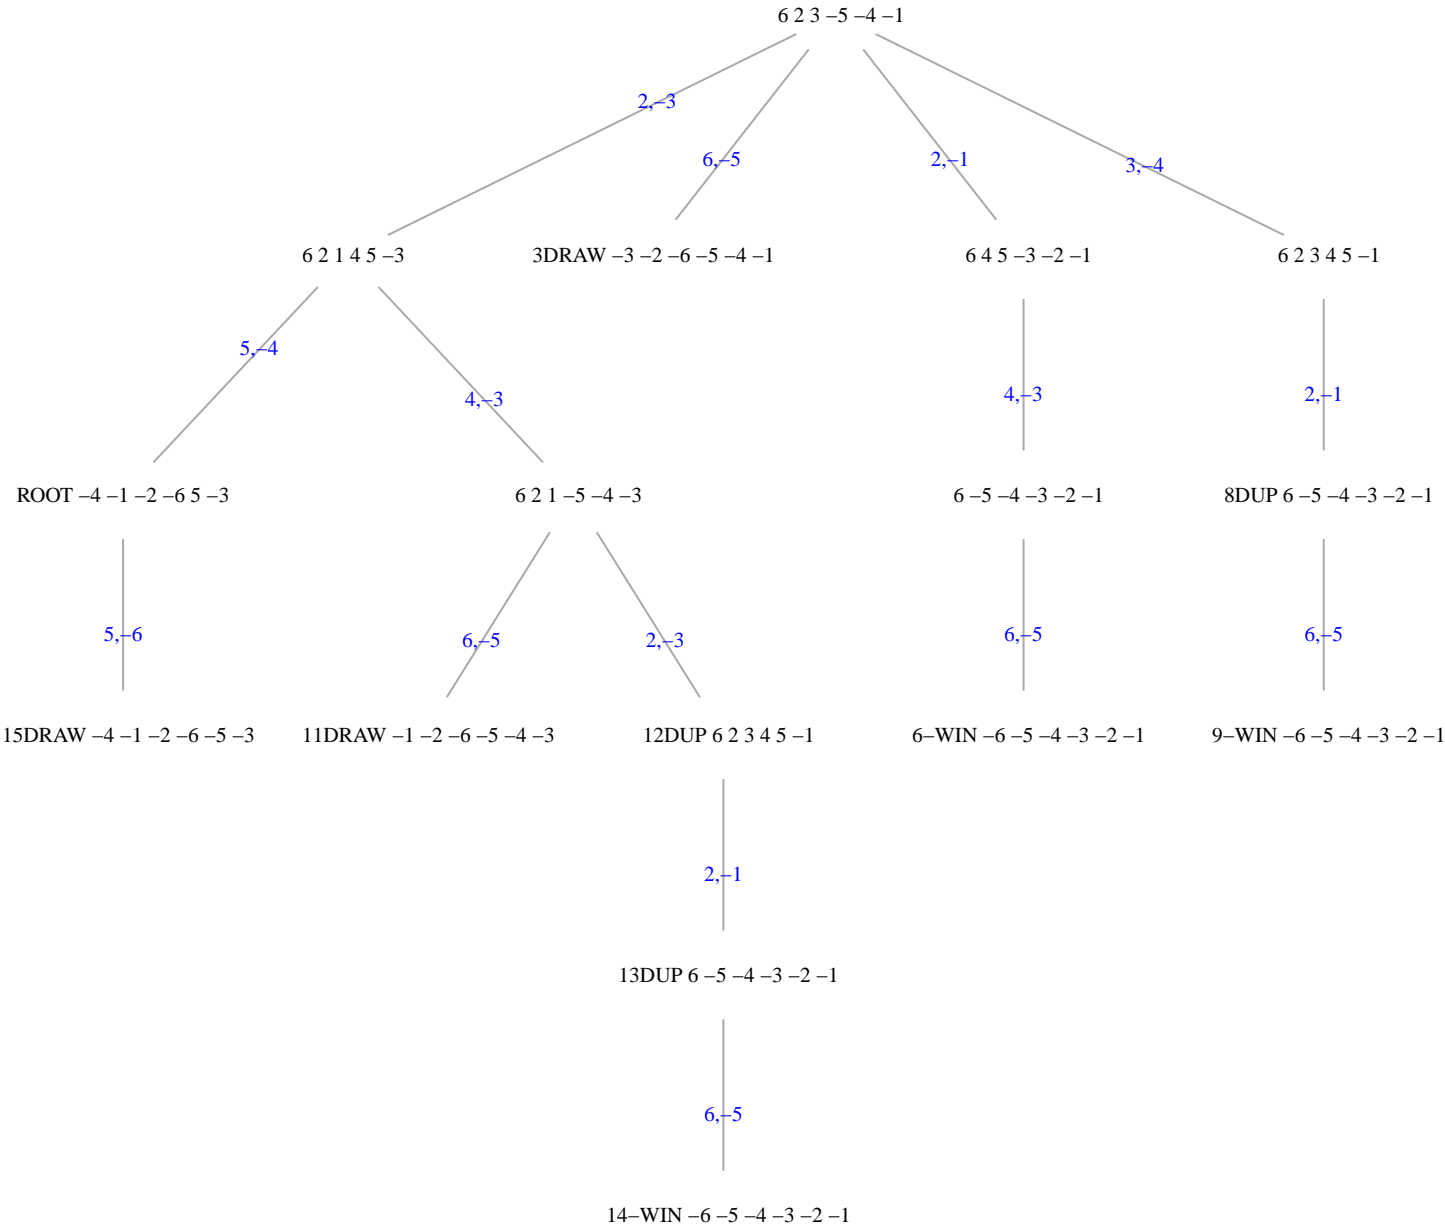 6 2 3 –5 –4 –1
2,–3
6,–5
2,–1
3,–4
6 2 1 4 5 –3
3DRAW –3 –2 –6 –5 –4 –1
6 4 5 –3 –2 –1
6 2 3 4 5 –1
5,–4
4,–3
4,–3
2,–1
ROOT –4 –1 –2 –6 5 –3
6 2 1 –5 –4 –3
6 –5 –4 –3 –2 –1
8DUP 6 –5 –4 –3 –2 –1
5,–6
6,–5
2,–3
6,–5
6,–5
15DRAW –4 –1 –2 –6 –5 –3
11DRAW –1 –2 –6 –5 –4 –3
12DUP 6 2 3 4 5 –1
6–WIN –6 –5 –4 –3 –2 –1
9–WIN –6 –5 –4 –3 –2 –1
2,–1
13DUP 6 –5 –4 –3 –2 –1
6,–5
14–WIN –6 –5 –4 –3 –2 –1